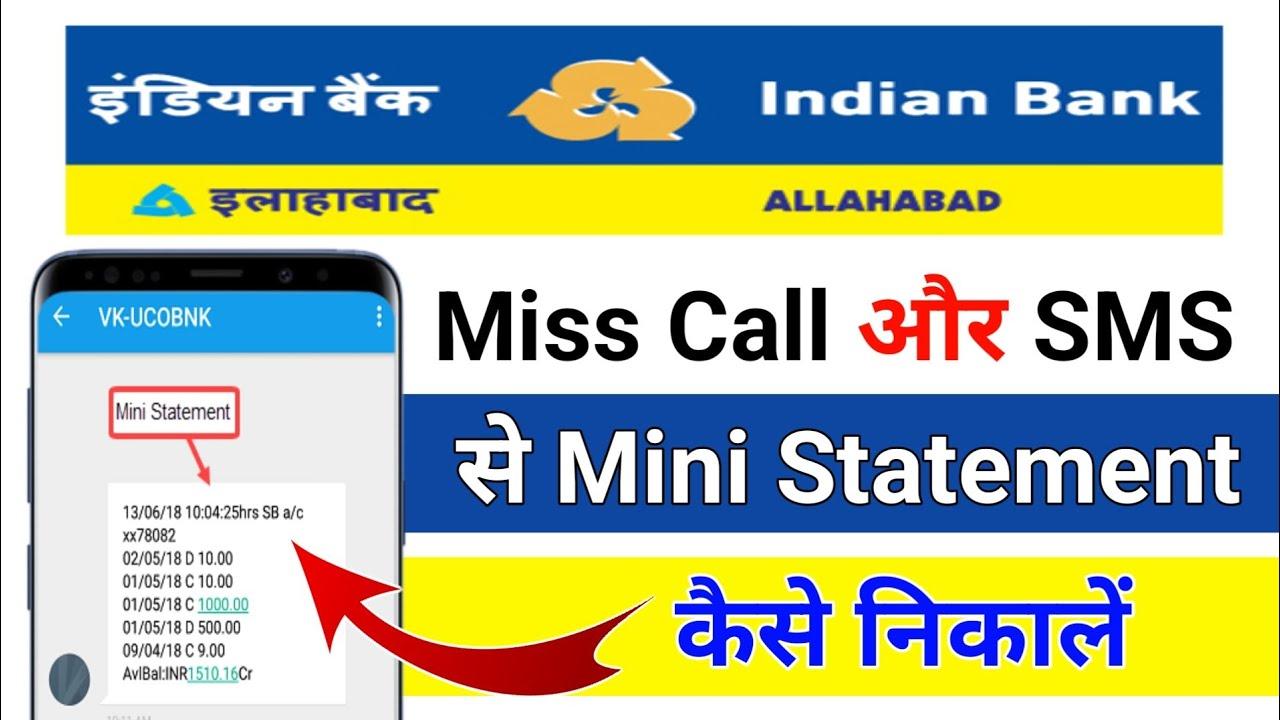 इंडियन बैंक Indian Bank
इलाहाबाद ALLAHABAD
VK-UCOBNK
Mini Statement
13/06/18 10:04:25hrs SB a/c
xx78082
02/05/18 D 10.00
01/05/18 C 10.00
01/05/18 C 1000.00
01/05/18 D 500.00
09/04/18 C 9.00
AvlBal:INR1510.16Cr
Miss Call और SMS
से Mini Statement
कैसे निकालें